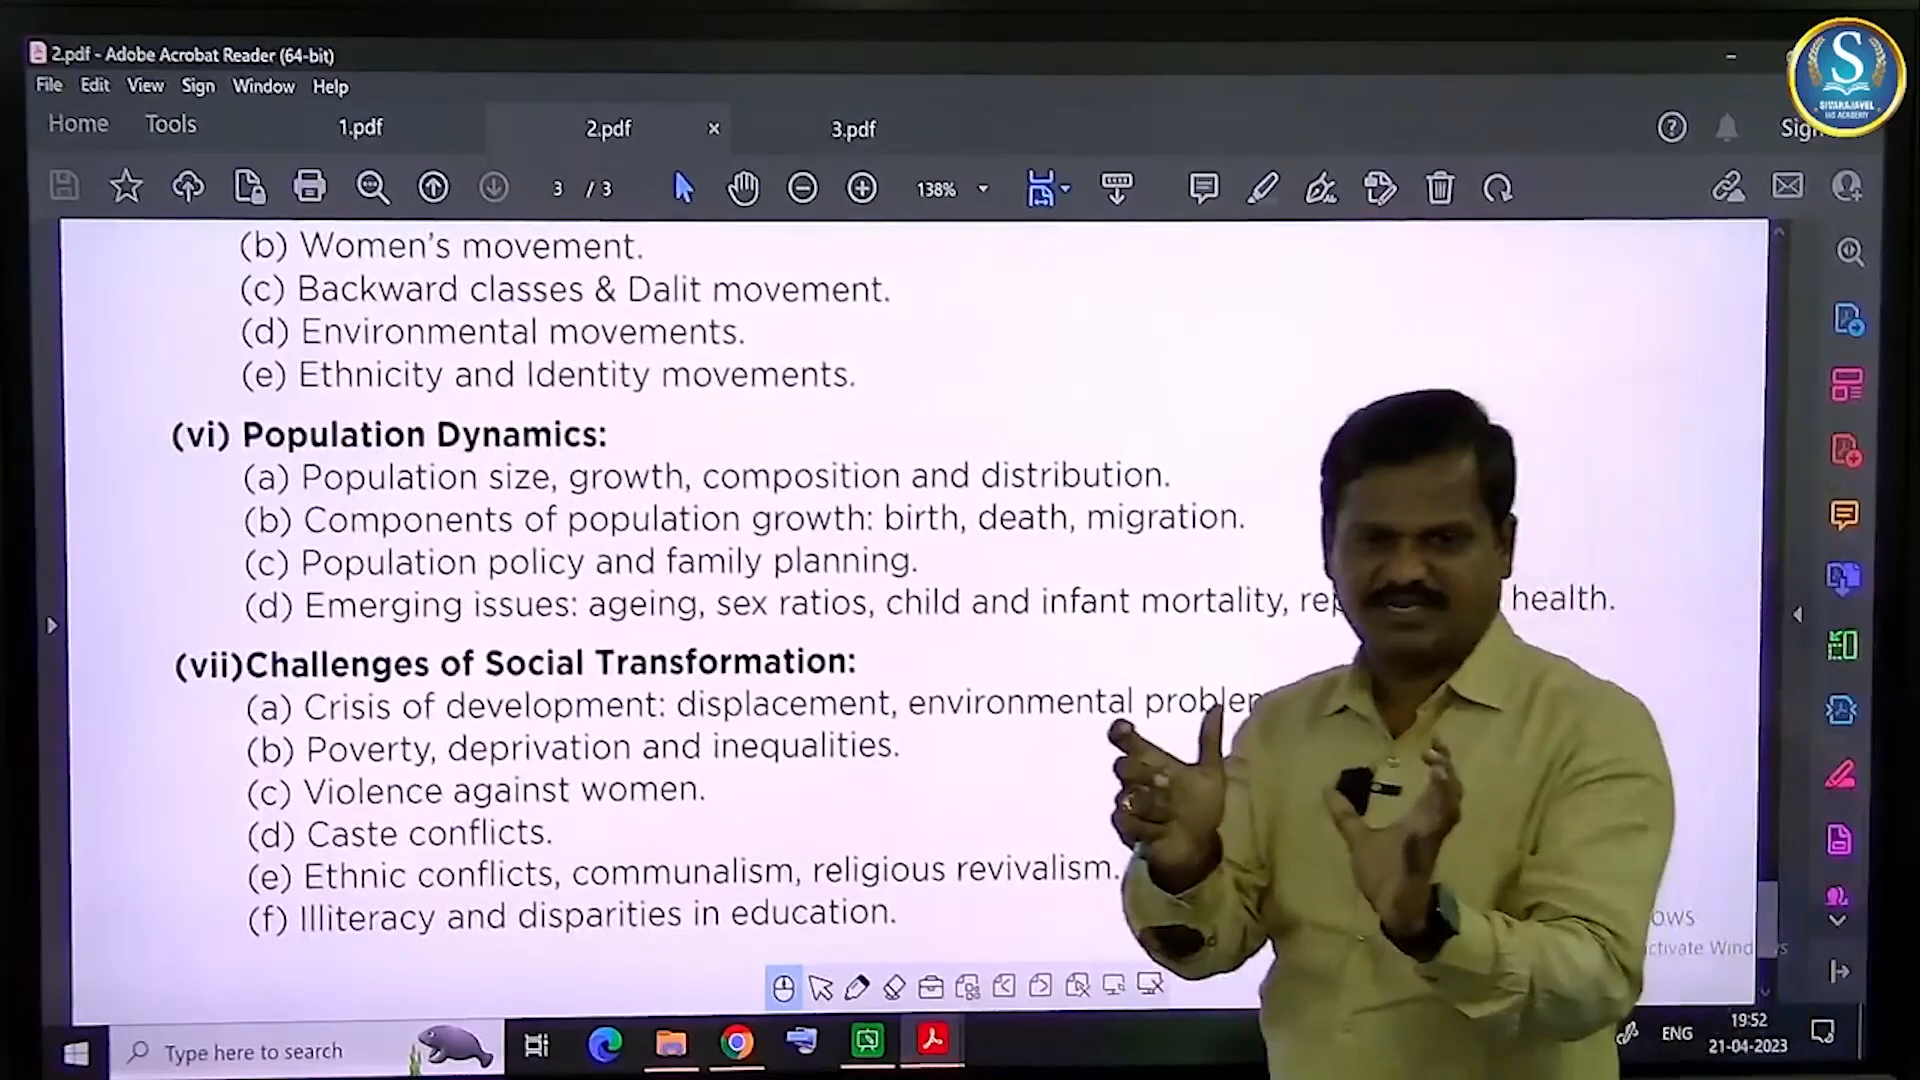 2.pdf - Adobe Acrobat Reader (64-bit)
File Edit View Sign Window Help
Home Tools 1.pdf 2.pdf × 3.pdf
3 / 3 138%
S
SIVARAJAVEL
IAS ACADEMY
(b) Women's movement.
(c) Backward classes & Dalit movement.
(d) Environmental movements.
(e) Ethnicity and Identity movements.
(vi) Population Dynamics:
(a) Population size, growth, composition and distribution.
(b) Components of population growth: birth, death, migration.
(c) Population policy and family planning.
(d) Emerging issues: ageing, sex ratios, child and infant mortality, health.
(vii)Challenges of Social Transformation:
(a) Crisis of development: displacement, environmental
(b) Poverty, deprivation and inequalities.
(c) Violence against women.
(d) Caste conflicts.
(e) Ethnic conflicts, communalism, religious revivalism.
(f) Illiteracy and disparities in education.
Type here to search
ENG
19:52
21-04-2023